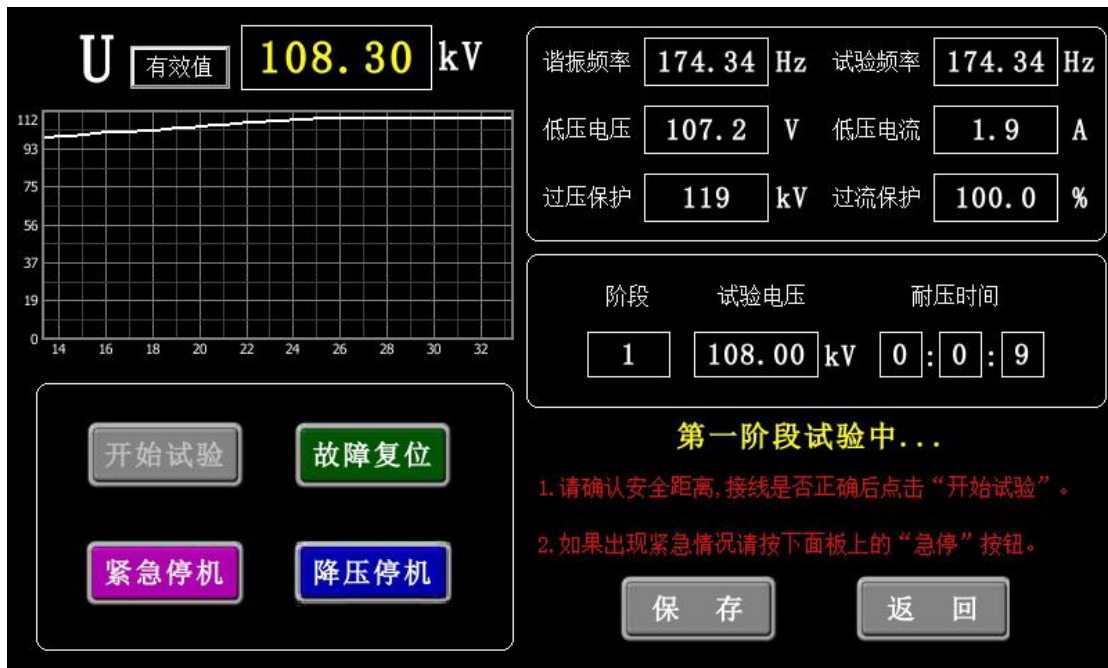 U 有效值 108.30 kV
112
93
75
56
37
19
0
14 16 18 20 22 24 26 28 30 32
谐振频率 174.34 Hz 试验频率 174.34 Hz
低压电压 107.2 V 低压电流 1.9 A
过压保护 119 kV 过流保护 100.0 %
阶段 试验电压 耐压时间
1 108.00 kV 0 : 0 : 9
开始试验 故障复位
紧急停机 降压停机
第一阶段试验中...
1.请确认安全距离,接线是否正确后点击“开始试验”。
2.如果出现紧急情况请按下面板上的“急停”按钮。
保 存 返 回